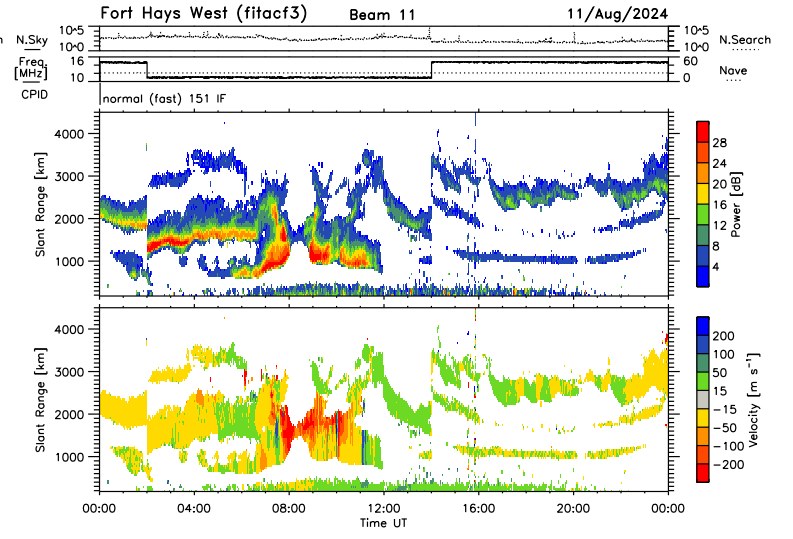 Fort Hays West (fitacf3) Beam 11 11/Aug/2024
N.Sky 10^5 10^0 10^5 10^0 N.Search
Freq. [MHz] 16 10 60 0 Nave
CPID normal (fast) 151 IF
Slant Range [km] 4000 3000 2000 1000
28 24 20 16 12 8 4 Power [dB]
Slant Range [km] 4000 3000 2000 1000
200 100 50 15 −15 −50 −100 −200 Velocity [m s⁻¹]
00:00 04:00 08:00 12:00 16:00 20:00 00:00
Time UT